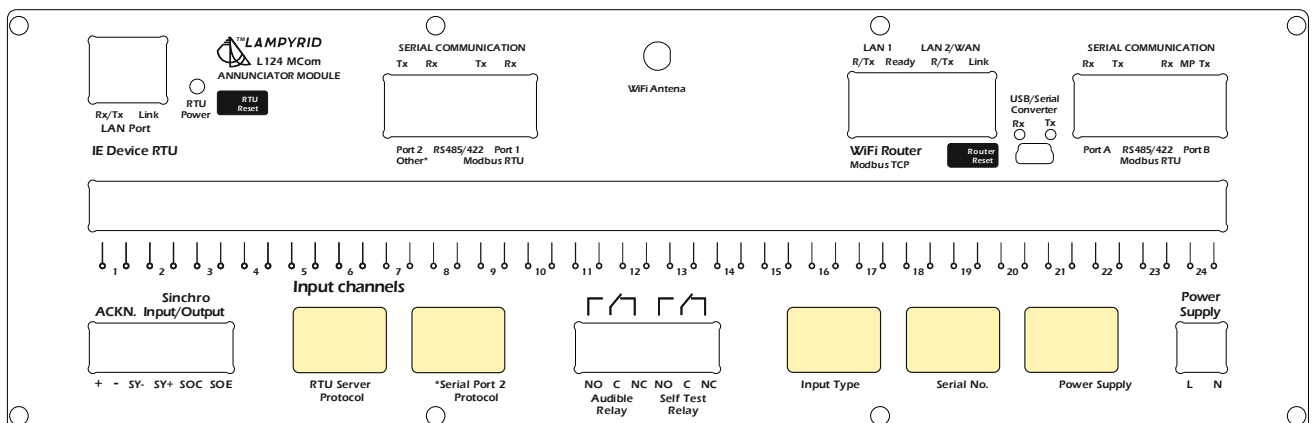 ™LAMPYRID
L124 MCom
ANNUNCIATOR MODULE
RTU
Reset
RTU
Power
Rx/Tx Link
LAN Port
IE Device RTU
SERIAL COMMUNICATION
Tx Rx Tx Rx
Port 2 RS485/422 Port 1
Other* Modbus RTU
WiFi Antena
LAN 1 LAN 2/WAN
R/Tx Ready R/Tx Link
WiFi Router
Modbus TCP
Router
Reset
USB/Serial
Converter
Rx Tx
SERIAL COMMUNICATION
Rx Tx Rx MP Tx
Port A RS485/422 Port B
Modbus RTU
1 2 3 4 5 6 7 8 9 10 11 12 13 14 15 16 17 18 19 20 21 22 23 24
Input channels
Sinchro
ACKN. Input/Output
+ - SY- SY+ SOC SOE
RTU Server
Protocol
*Serial Port 2
Protocol
NO C NC NO C NC
Audible Self Test
Relay Relay
Input Type
Serial No.
Power Supply
Power
Supply
L N